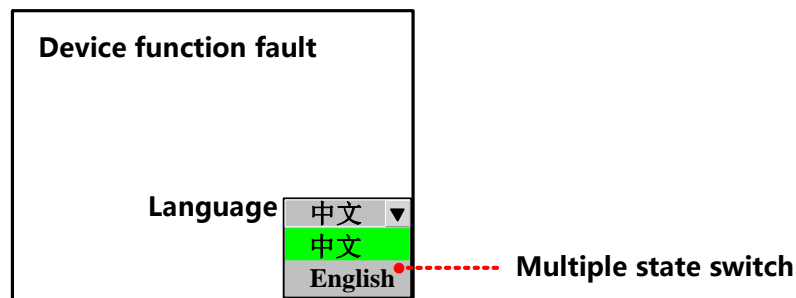 Device function fault
Language 中文 ▼
中文
English
Multiple state switch